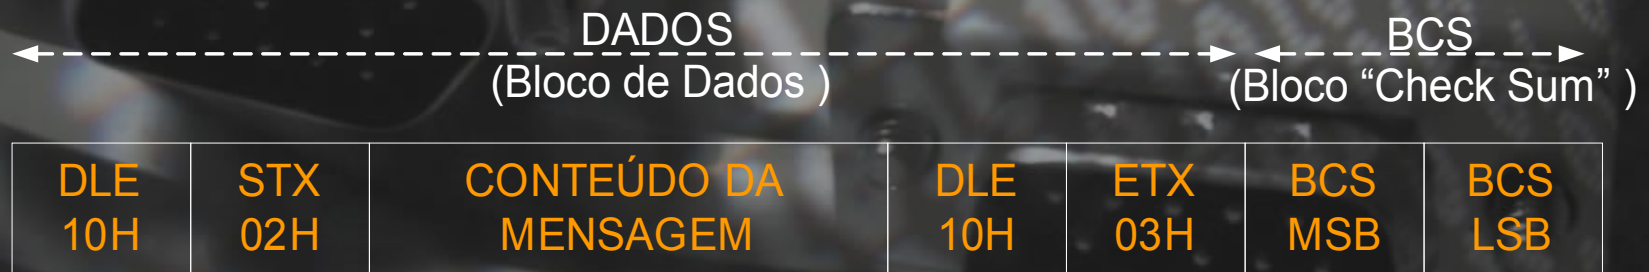 DADOS
(Bloco de Dados )
BCS
(Bloco “Check Sum” )
DLE
10H
STX
02H
CONTEÚDO DA
MENSAGEM
DLE
10H
ETX
03H
BCS
MSB
BCS
LSB